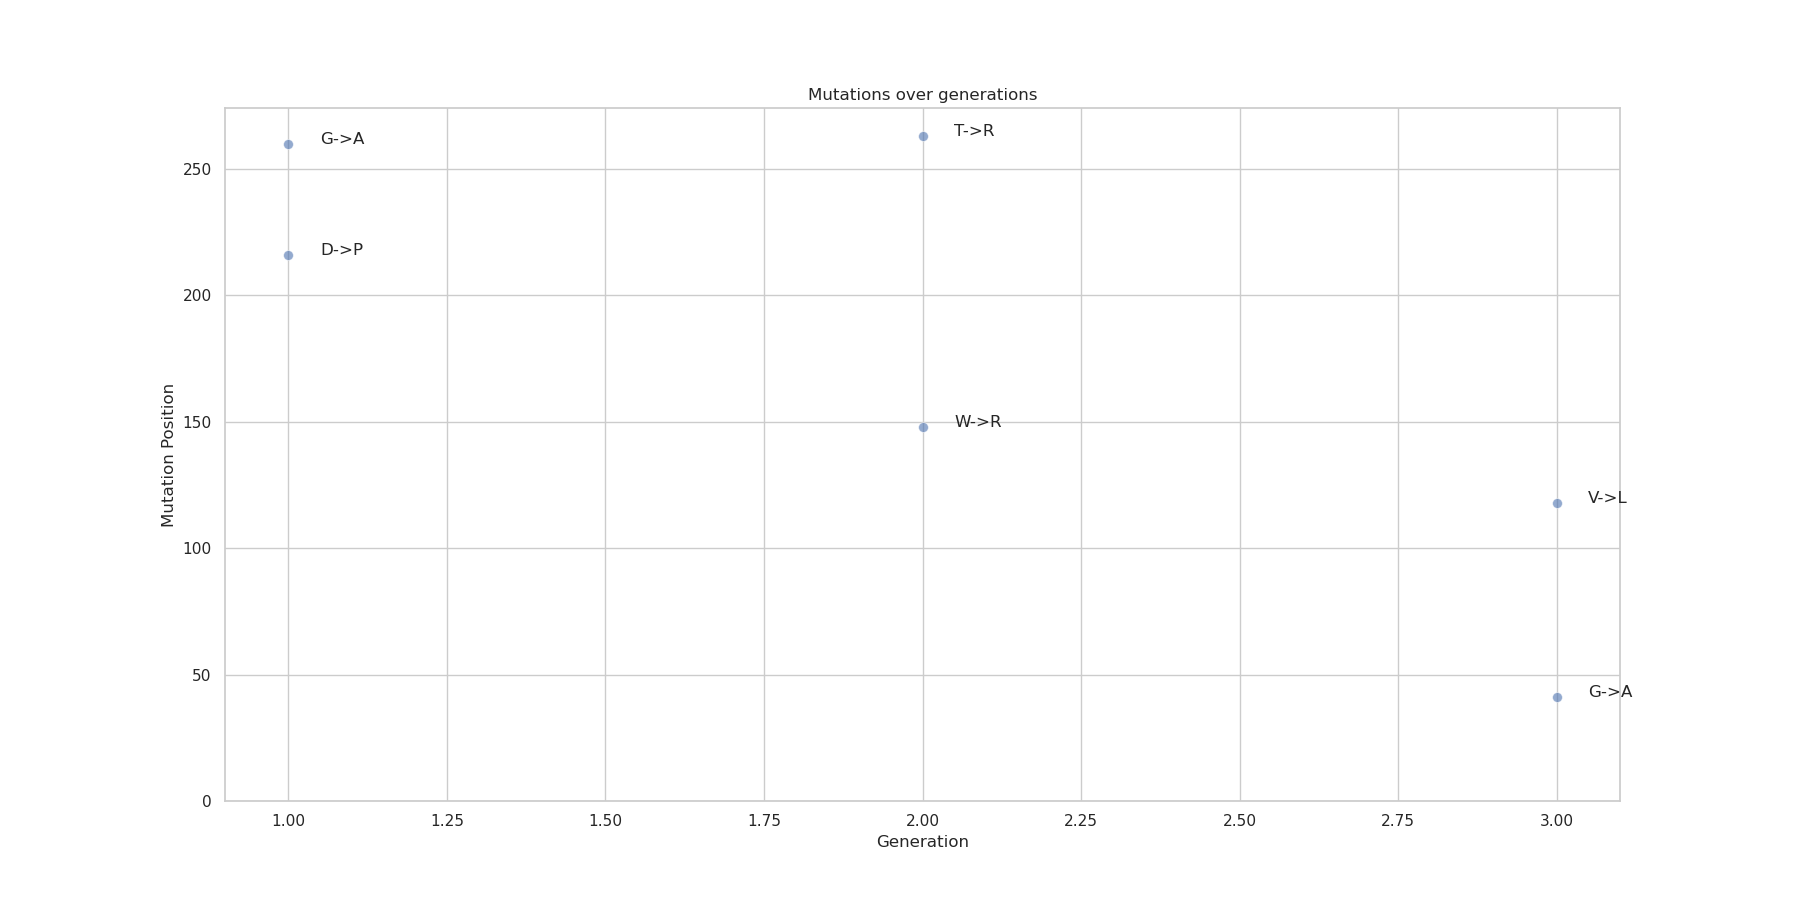 Mutations over generations
G->A
T->R
D->P
W->R
V->L
G->A
250
200
150
100
50
0
Mutation Position
1.00 1.25 1.50 1.75 2.00 2.25 2.50 2.75 3.00
Generation